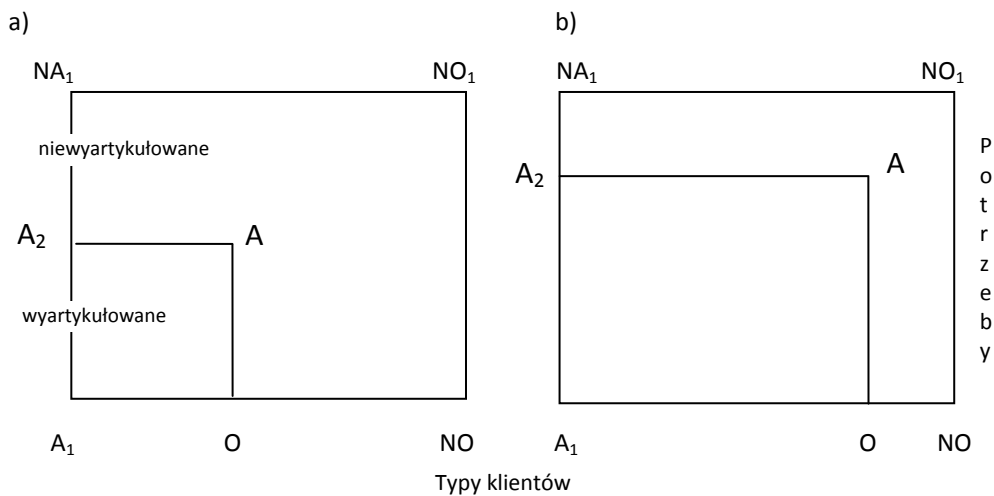 a)
b)
NA₁
NO₁
NA₁
NO₁
niewyartykułowane
A₂
A
A₂
A
wyartykułowane
A₁
O
NO
A₁
O
NO
Typy klientów
P
o
t
r
z
e
b
y